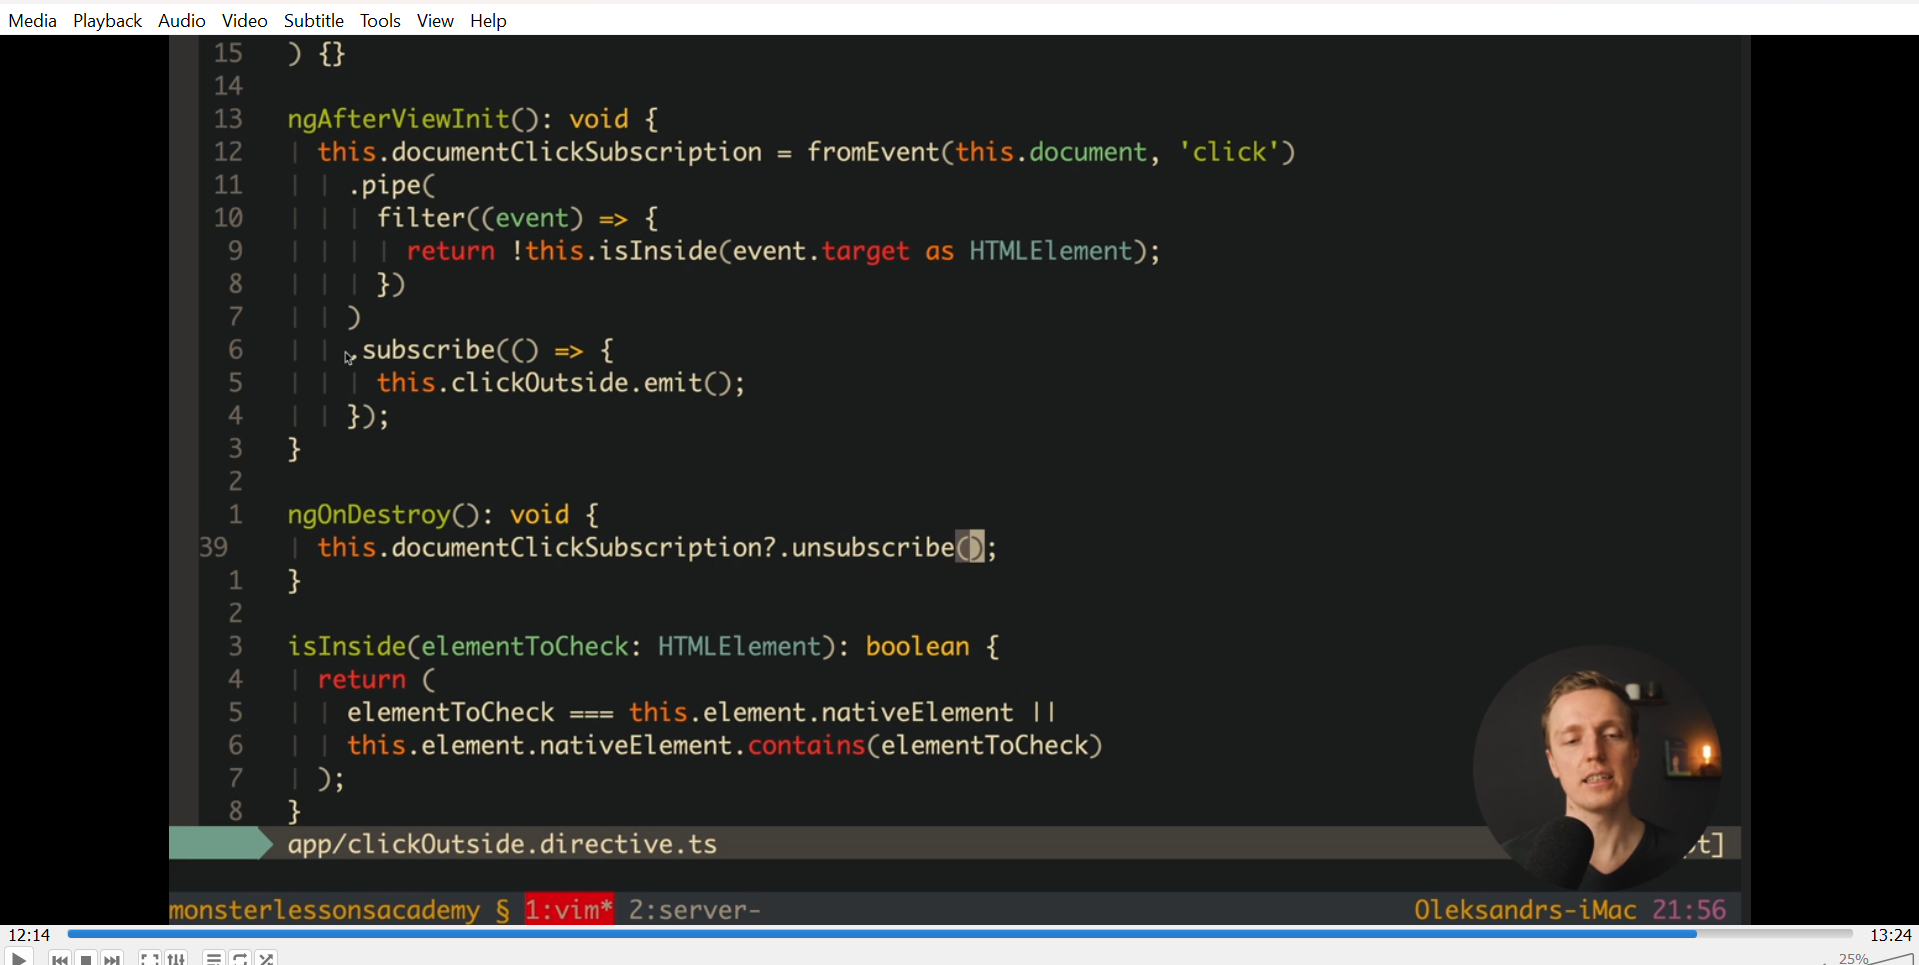 Media Playback Audio Video Subtitle Tools View Help
15 ) {}
14
13 ngAfterViewInit(): void {
12 this.documentClickSubscription = fromEvent(this.document, 'click')
11 .pipe(
10 filter((event) => {
9 return !this.isInside(event.target as HTMLElement);
8 })
7 )
6 .subscribe(() => {
5 this.clickOutside.emit();
4 });
3 }
2
1 ngOnDestroy(): void {
39 this.documentClickSubscription?.unsubscribe();
1 }
2
3 isInside(elementToCheck: HTMLElement): boolean {
4 return (
5 elementToCheck === this.element.nativeElement ||
6 this.element.nativeElement.contains(elementToCheck)
7 );
8 }
app/clickOutside.directive.ts t]
monsterlessonsacademy § 1:vim* 2:server- Oleksandrs-iMac 21:56
12:14 13:24
25%